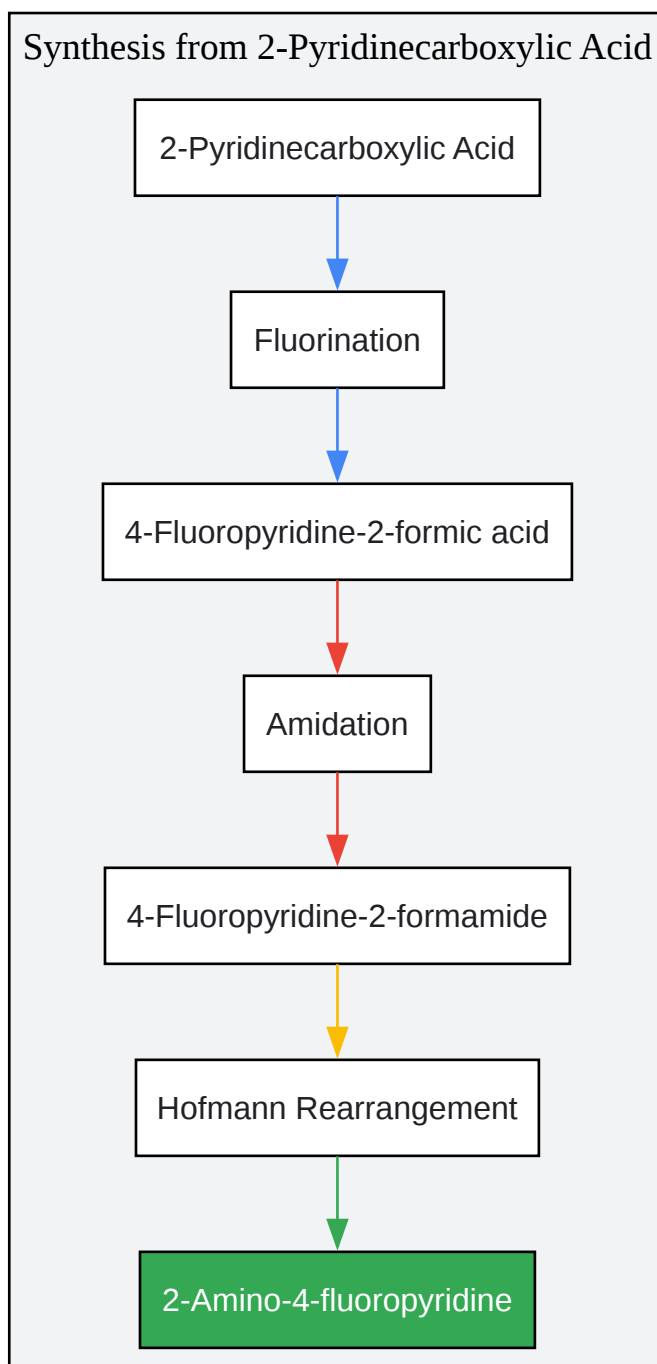 Synthesis from 2-Pyridinecarboxylic Acid
2-Pyridinecarboxylic Acid
Fluorination
4-Fluoropyridine-2-formic acid
Amidation
4-Fluoropyridine-2-formamide
Hofmann Rearrangement
2-Amino-4-fluoropyridine